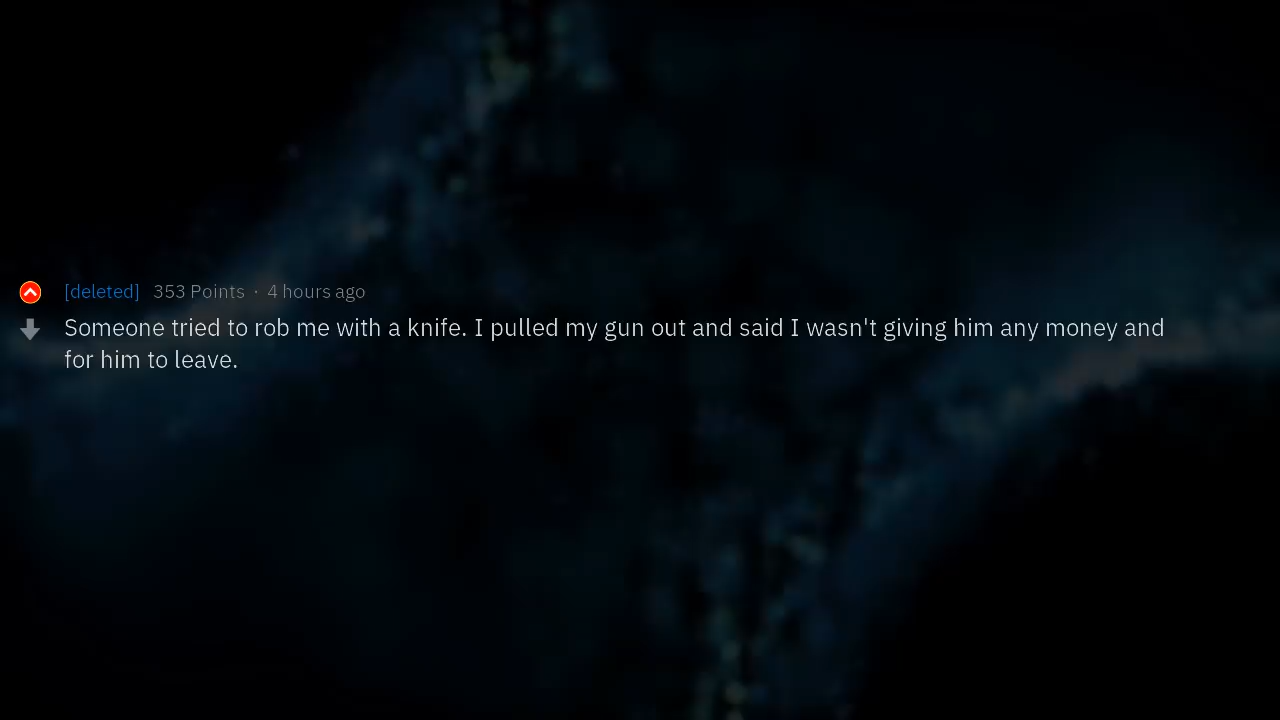 [deleted] 353 Points · 4 hours ago
Someone tried to rob me with a knife. I pulled my gun out and said I wasn't giving him any money and
for him to leave.